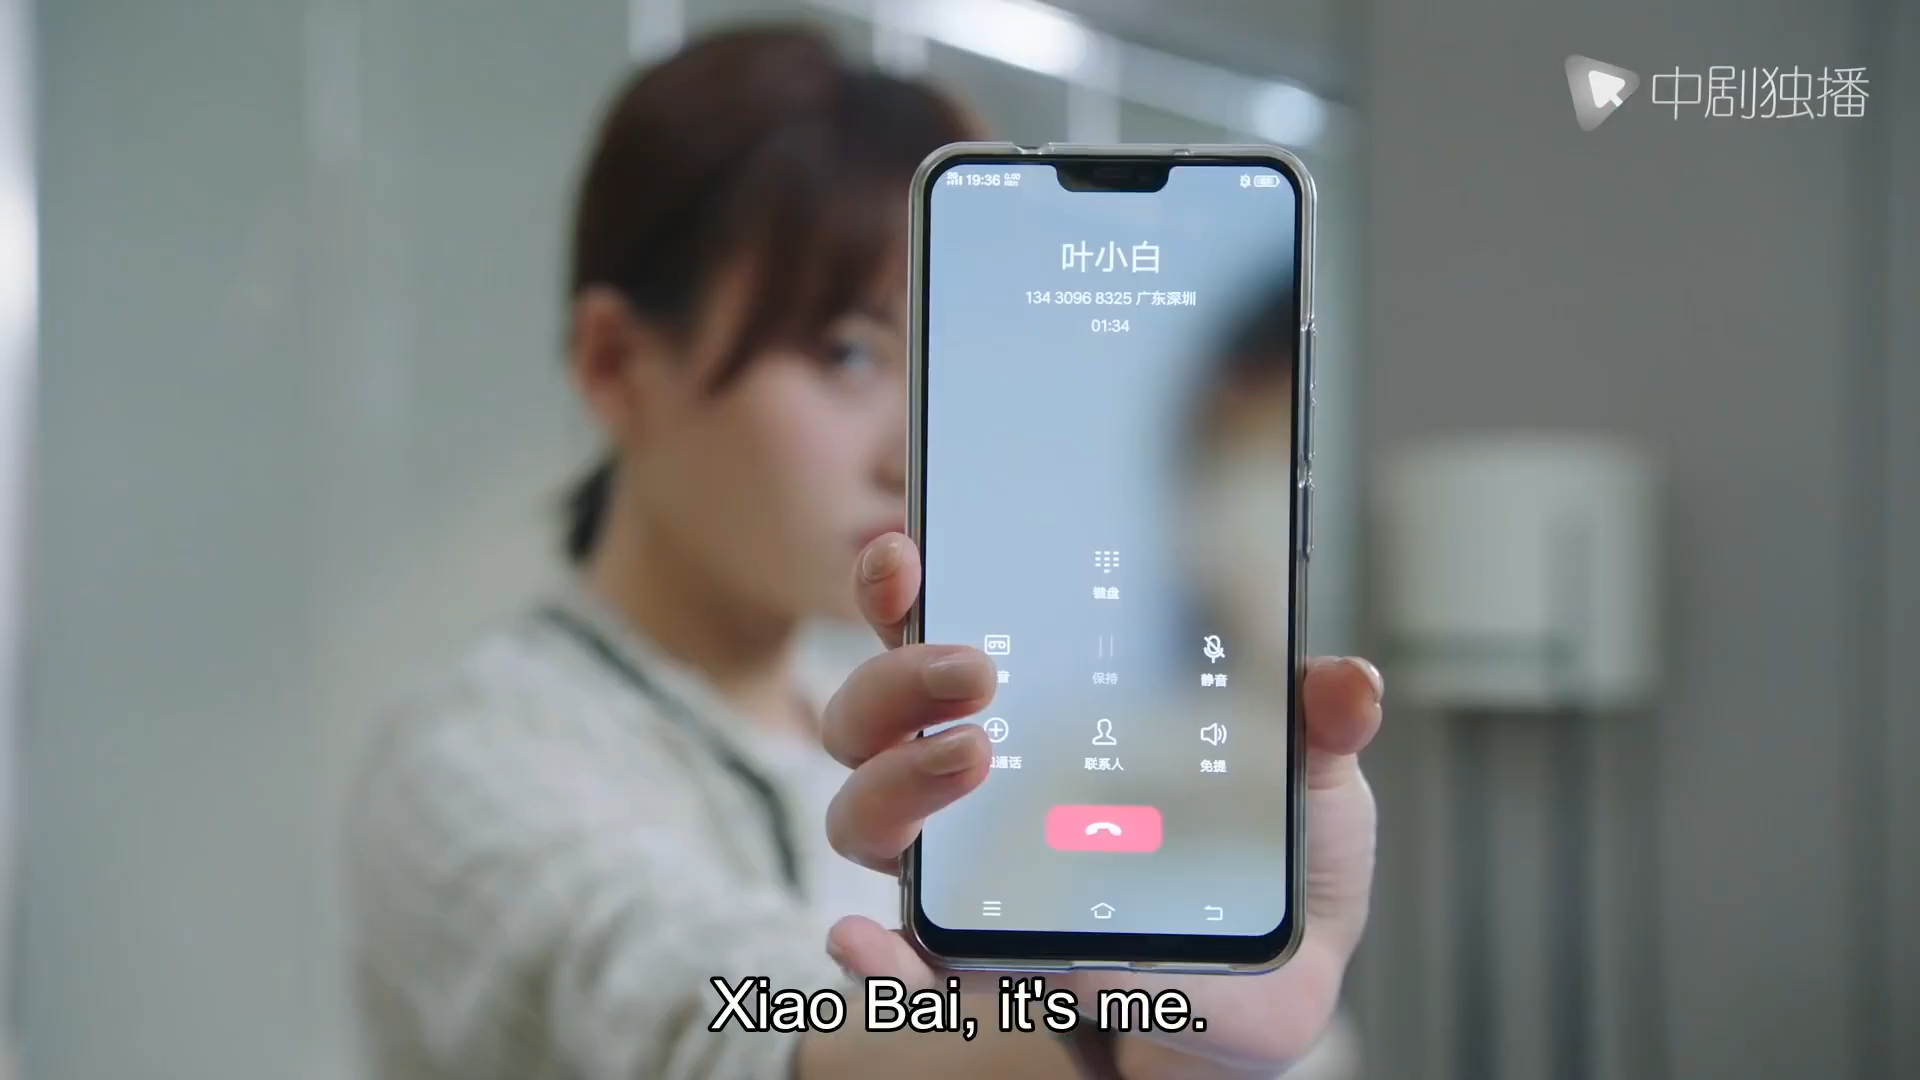 中剧独播
19:36
叶小白
134 3096 8325 广东深圳
01:34
键盘
音
保持
静音
通话
联系人
免提
Xiao Bai, it's me.